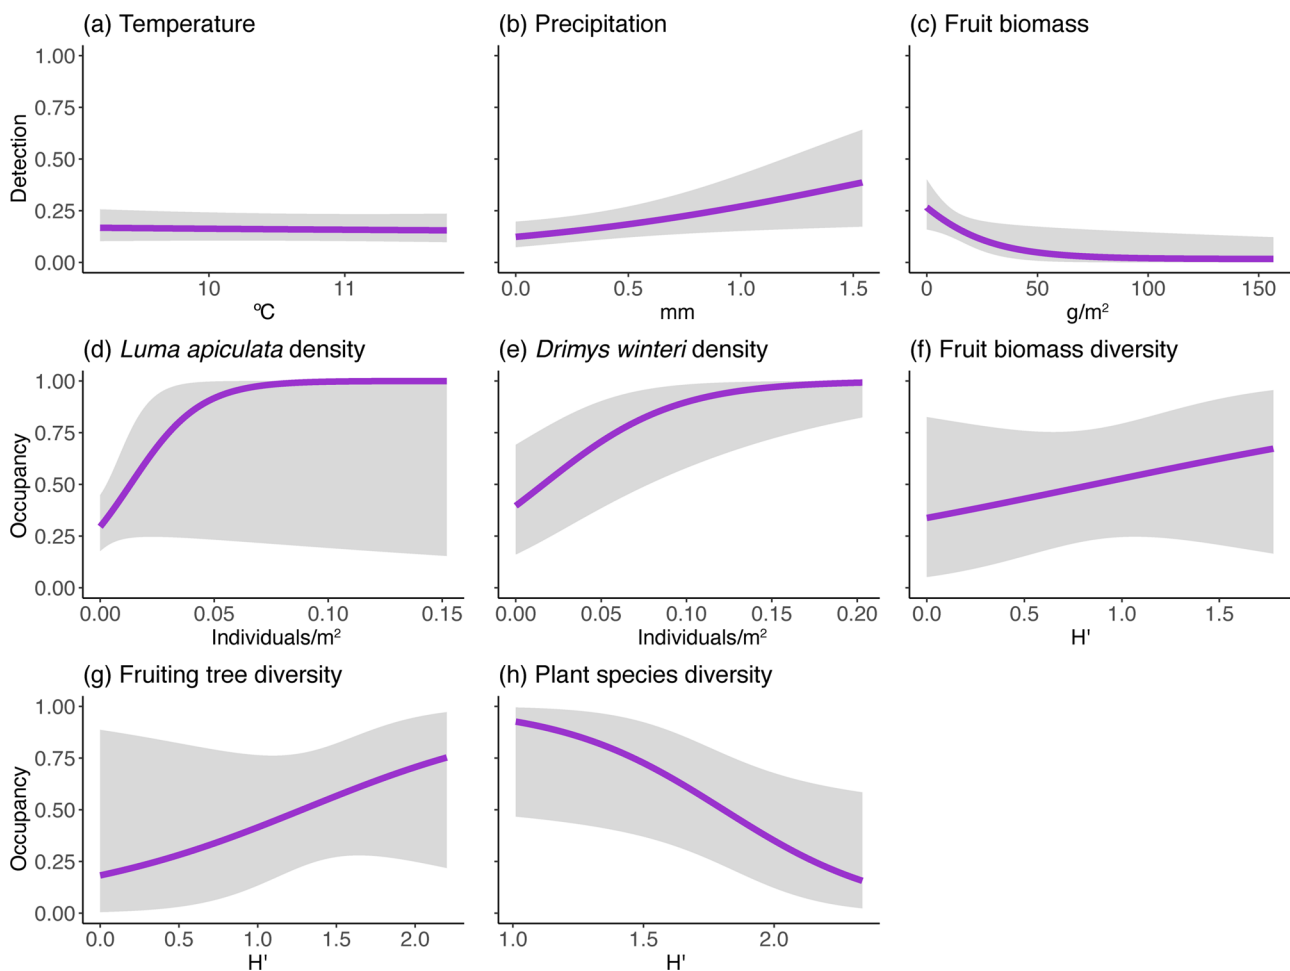 (a) Temperature
(b) Precipitation
(c) Fruit biomass
Detection
1.00
0.75
0.50
0.25
0.00
10 11
ºC
0.0 0.5 1.0 1.5
mm
0 50 100 150
g/m²
(d) Luma apiculata density
(e) Drimys winteri density
(f) Fruit biomass diversity
Occupancy
1.00
0.75
0.50
0.25
0.00
0.00 0.05 0.10 0.15
Individuals/m²
0.00 0.05 0.10 0.15 0.20
Individuals/m²
0.0 0.5 1.0 1.5
H'
(g) Fruiting tree diversity
(h) Plant species diversity
Occupancy
1.00
0.75
0.50
0.25
0.00
0.0 0.5 1.0 1.5 2.0
H'
1.0 1.5 2.0
H'